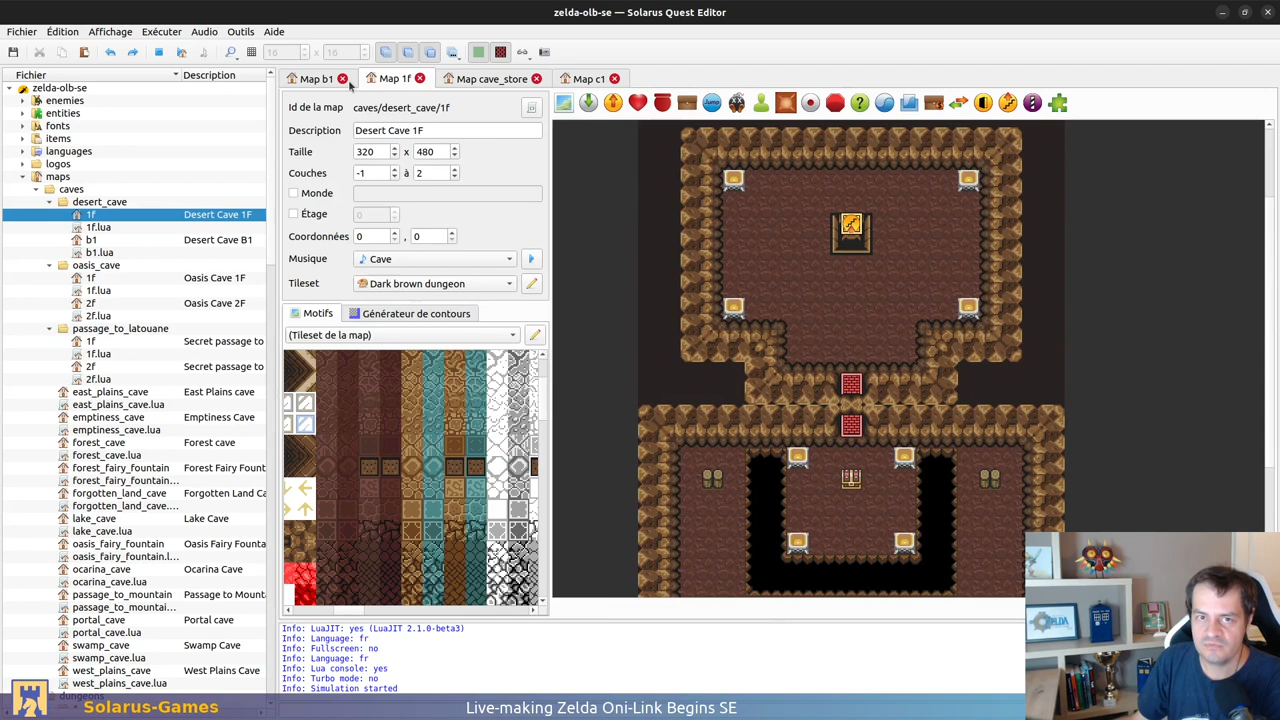 zelda-olb-se — Solarus Quest Editor
Fichier Édition Affichage Exécuter Audio Outils Aide
16 x 16
Fichier Description
zelda-olb-se
enemies
entities
fonts
items
languages
logos
maps
caves
desert_cave
1f Desert Cave 1F
1f.lua
b1 Desert Cave B1
b1.lua
oasis_cave
1f Oasis Cave 1F
1f.lua
2f Oasis Cave 2F
2f.lua
passage_to_latouane
1f Secret passage to
1f.lua
2f Secret passage to
2f.lua
east_plains_cave East Plains cave
east_plains_cave.lua
emptiness_cave Emptiness Cave
emptiness_cave.lua
forest_cave Forest cave
forest_cave.lua
forest_fairy_fountain Forest Fairy Fount
forest_fairy_fountain.
forgotten_land_cave Forgotten Land Ca
forgotten_land_cave....
lake_cave Lake Cave
lake_cave.lua
oasis_fairy_fountain Oasis Fairy Founta
oasis_fairy_fountain.l...
ocarina_cave Ocarina Cave
ocarina_cave.lua
passage_to_mountain Passage to Mount
passage_to_mountai...
portal_cave Portal cave
portal_cave.lua
swamp_cave Swamp Cave
swamp_cave.lua
west_plains_cave West Plains Cave
west_plains_cave.lua
dungeons
Map b1 Map 1f Map cave_store Map c1
Id de la map caves/desert_cave/1f
Description Desert Cave 1F
Taille 320 x 480
Couches -1 à 2
Monde
Étage 0
Coordonnées 0 , 0
Musique Cave
Tileset Dark brown dungeon
Motifs Générateur de contours
(Tileset de la map)
Jump
Info: LuaJIT: yes (LuaJIT 2.1.0-beta3)
Info: Language: fr
Info: Fullscreen: no
Info: Language: fr
Info: Lua console: yes
Info: Turbo mode: no
Info: Simulation started
ZELDA
Solarus-Games
Live-making Zelda Oni-Link Begins SE